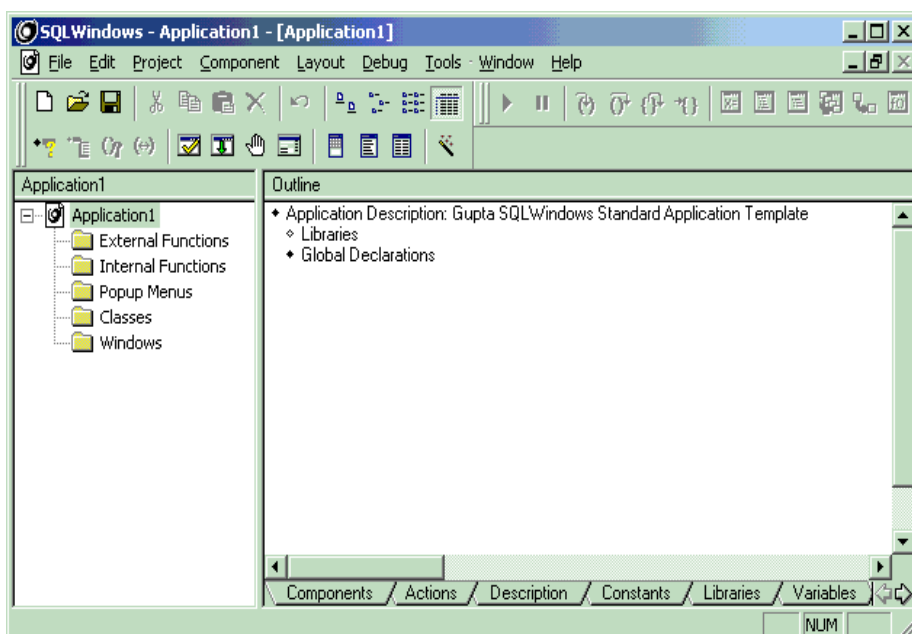 SQLWindows - Application1 - [Application1]
File Edit Project Component Layout Debug Tools Window Help
Application1
Application1
External Functions
Internal Functions
Popup Menus
Classes
Windows
Outline
Application Description: Gupta SQLWindows Standard Application Template
Libraries
Global Declarations
Components Actions Description Constants Libraries Variables
NUM